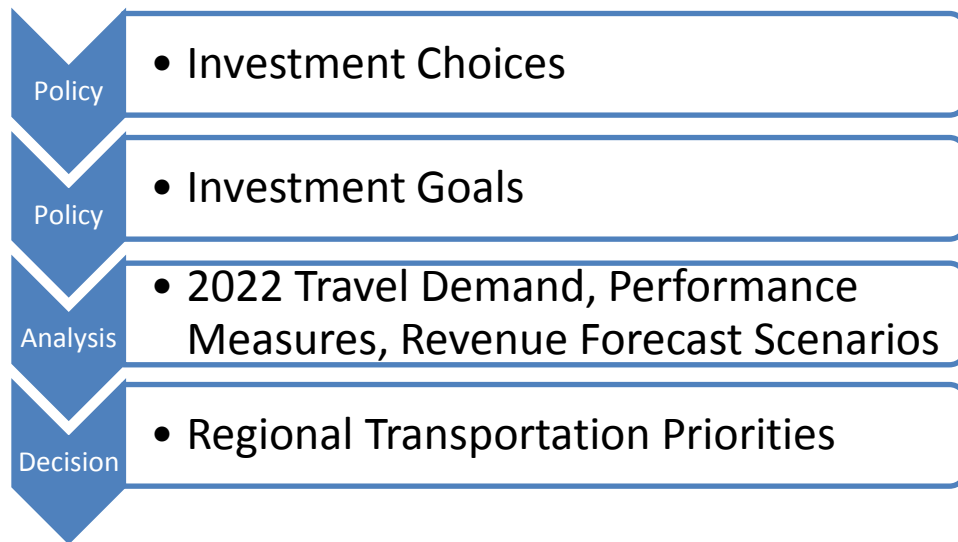 Policy
• Investment Choices
Policy
• Investment Goals
Analysis
• 2022 Travel Demand, Performance
Measures, Revenue Forecast Scenarios
Decision
• Regional Transportation Priorities